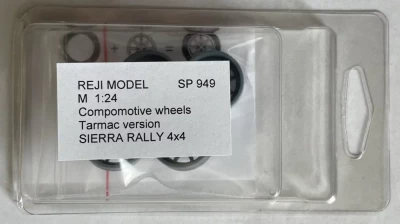 REJI MODEL SP 949
M 1:24
Compomotive wheels
Tarmac version
SIERRA RALLY 4x4